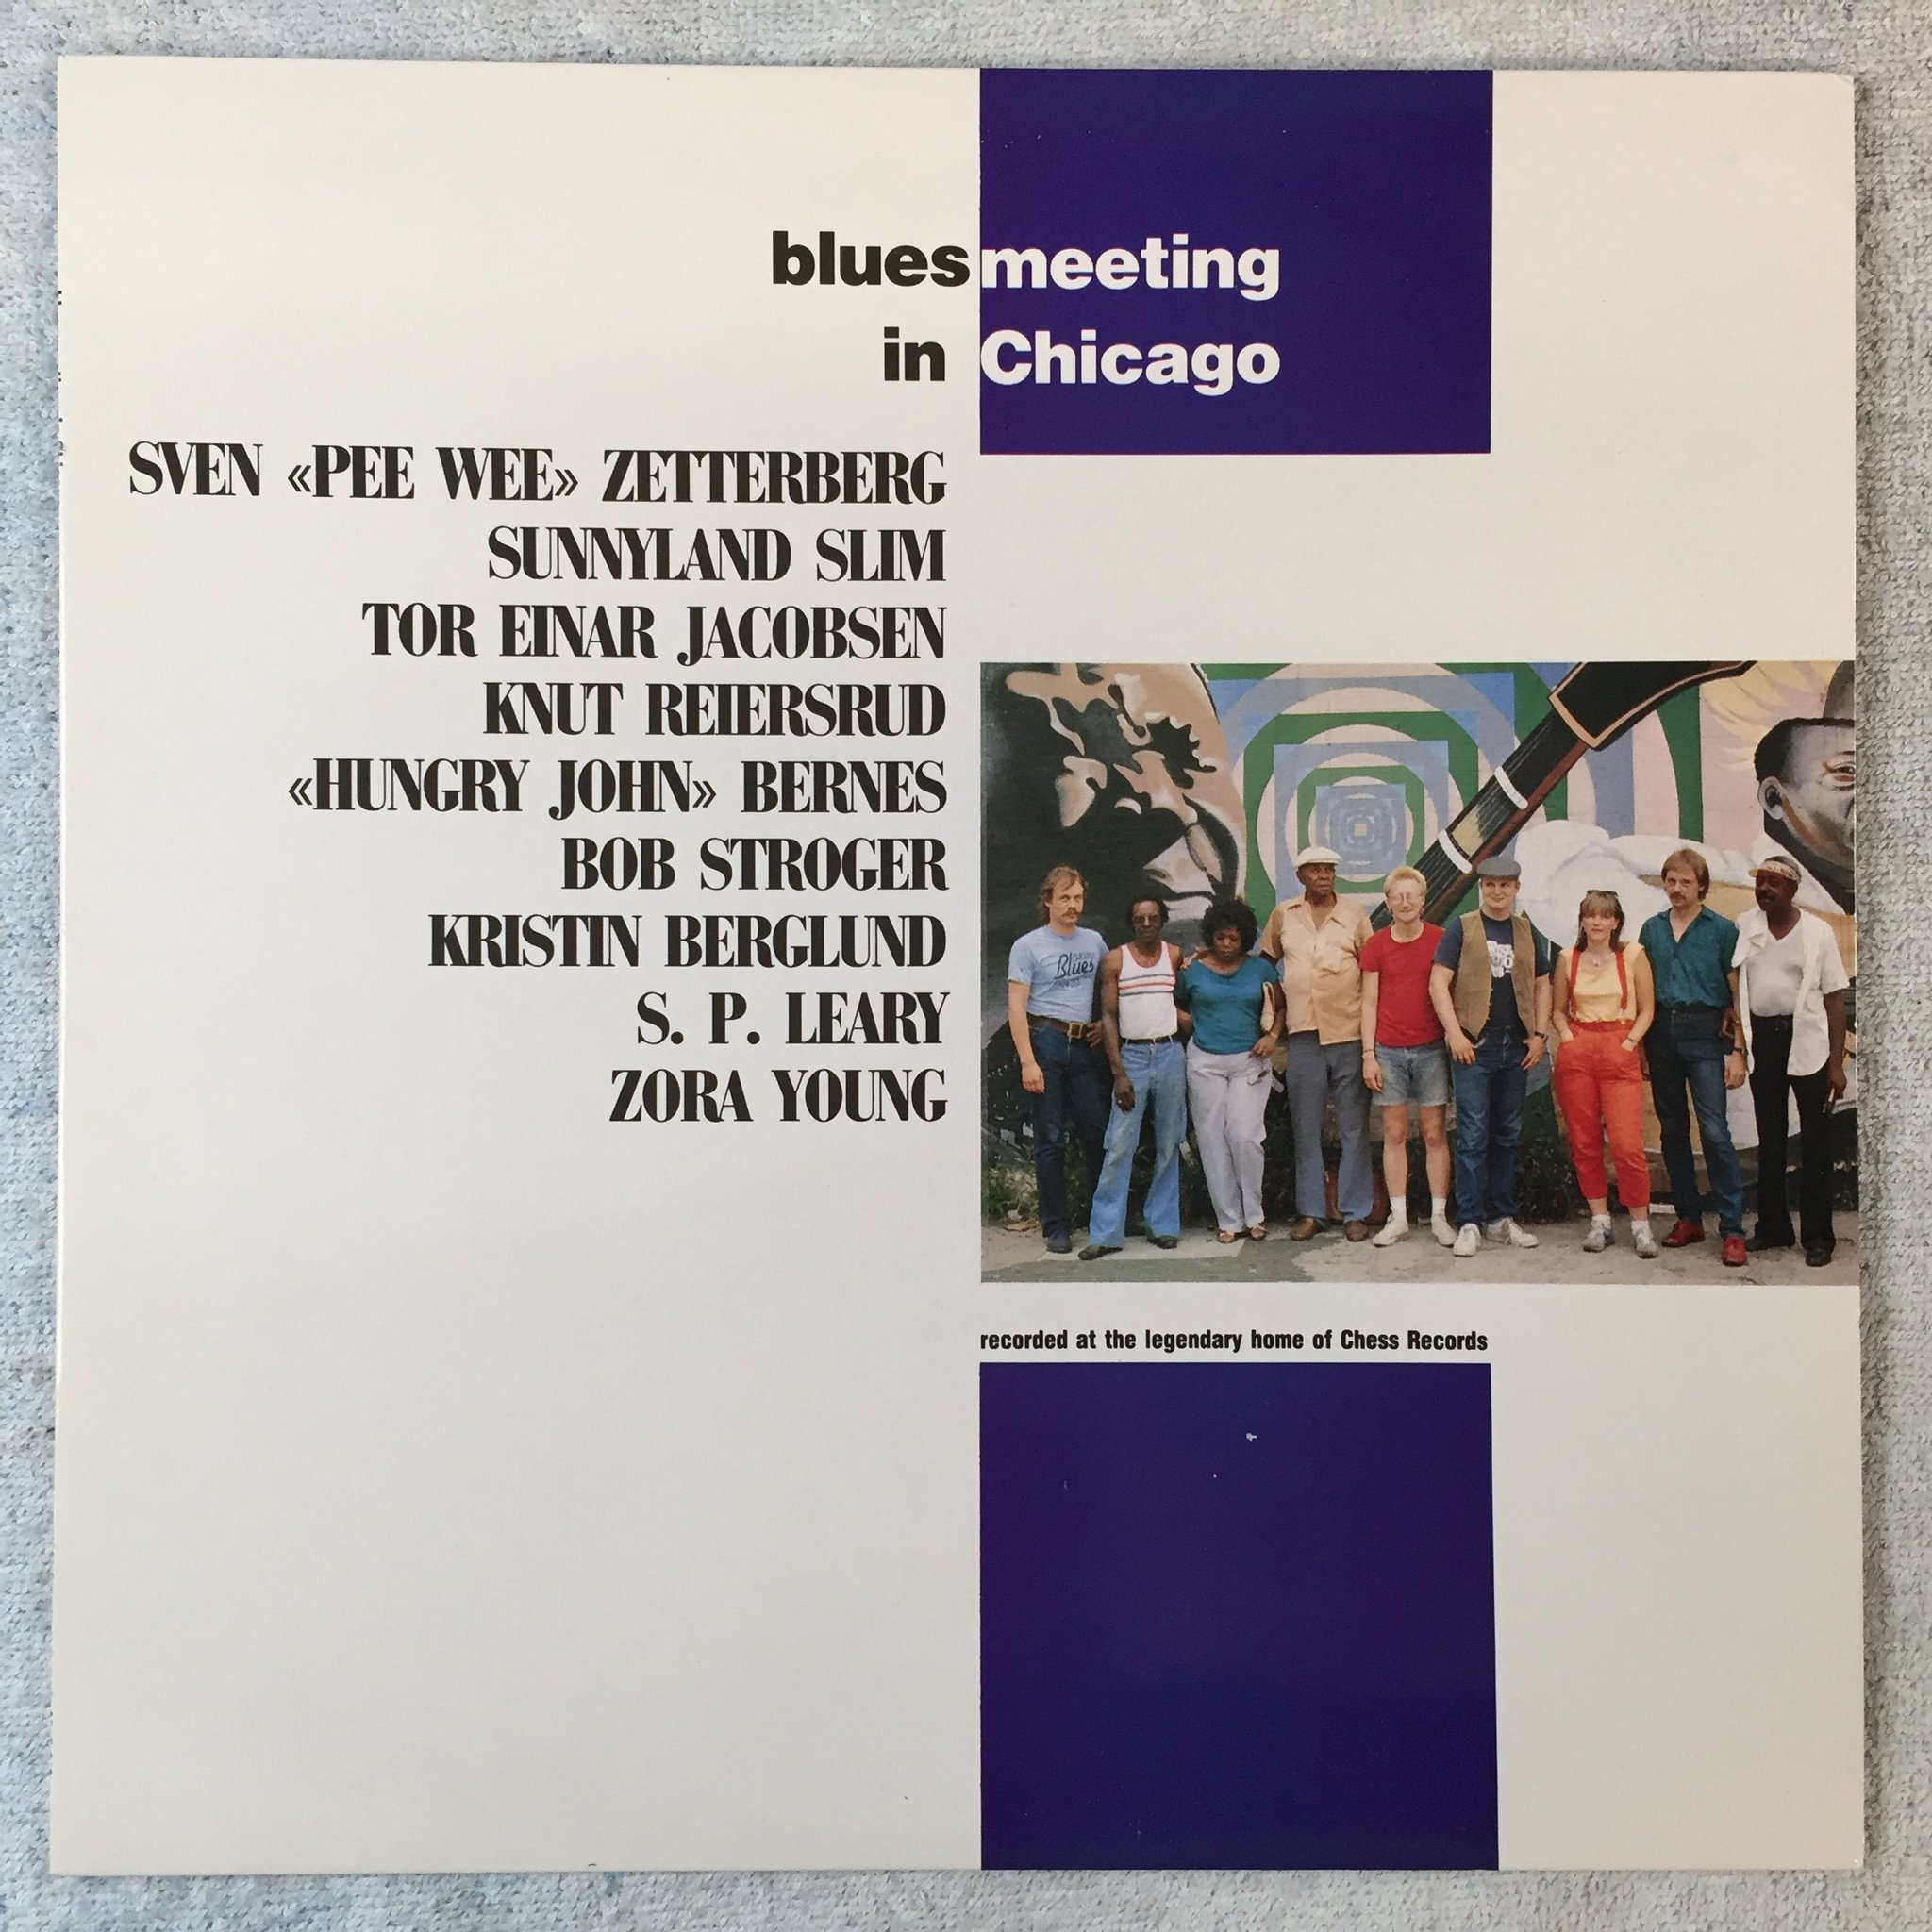 blues meeting
in Chicago
SVEN «PEE WEE» ZETTERBERG
SUNNYLAND SLIM
TOR EINAR JACOBSEN
KNUT REIERSRUD
«HUNGRY JOHN» BERNES
BOB STROGER
KRISTIN BERGLUND
S. P. LEARY
ZORA YOUNG
Blues
recorded at the legendary home of Chess Records